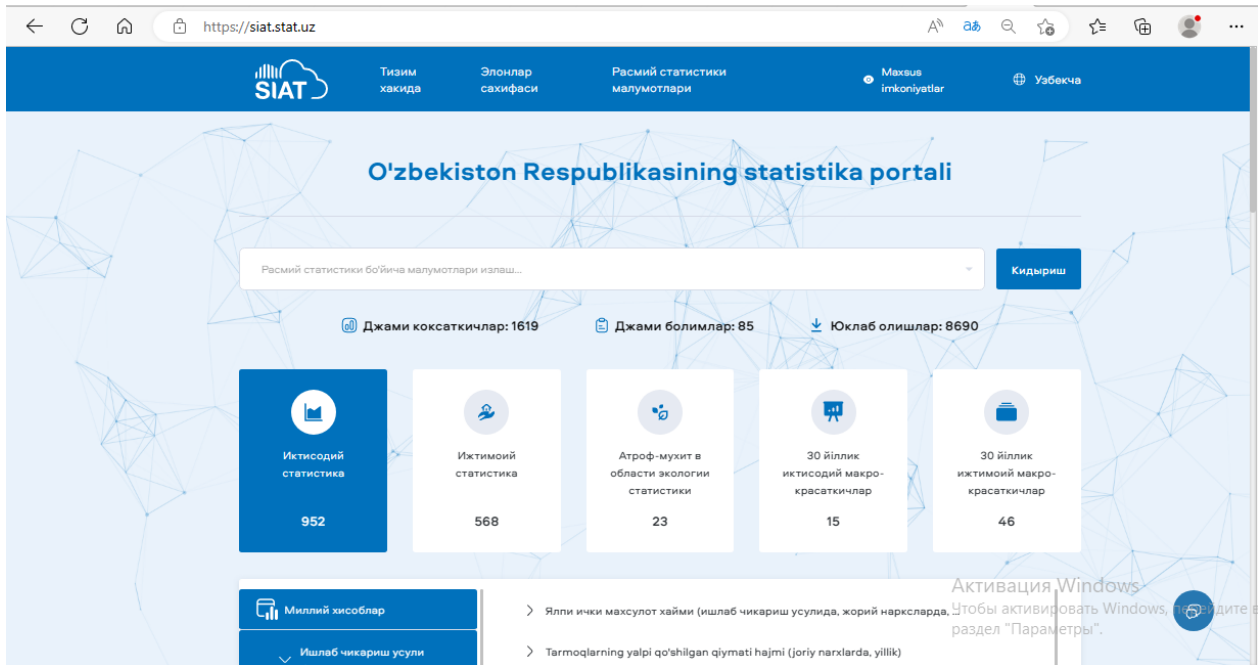 https://siat.stat.uz
SIAT
Тизим
хакида
Элонлар
сахифаси
Расмий статистики
малумотлари
Maxsus
imkoniyatlar
Узбекча
O'zbekiston Respublikasining statistika portali
Расмий статистики бо'йича малумотлари излаш...
Кидыриш
Джами коксаткичлар: 1619
Джами болимлар: 85
Юклаб олишлар: 8690
Иктисодий
статистика
952
Ижтимоий
статистика
568
Атроф-мухит в
области экологии
статистики
23
30 йиллик
иктисодий макро-
красаткичлар
15
30 йиллик
ижтимоий макро-
красаткичлар
46
Миллий хисоблар
Ишлаб чикариш усули
Ялпи ички махсулот хайми (ишлаб чикариш усулида, жорий наркслардa,
Tarmoqlarning yalpi qo'shilgan qiymati hajmi (joriy narxlarda, yillik)
Активация Windows
Чтобы активировать Windows, перейдите в
раздел "Параметры".